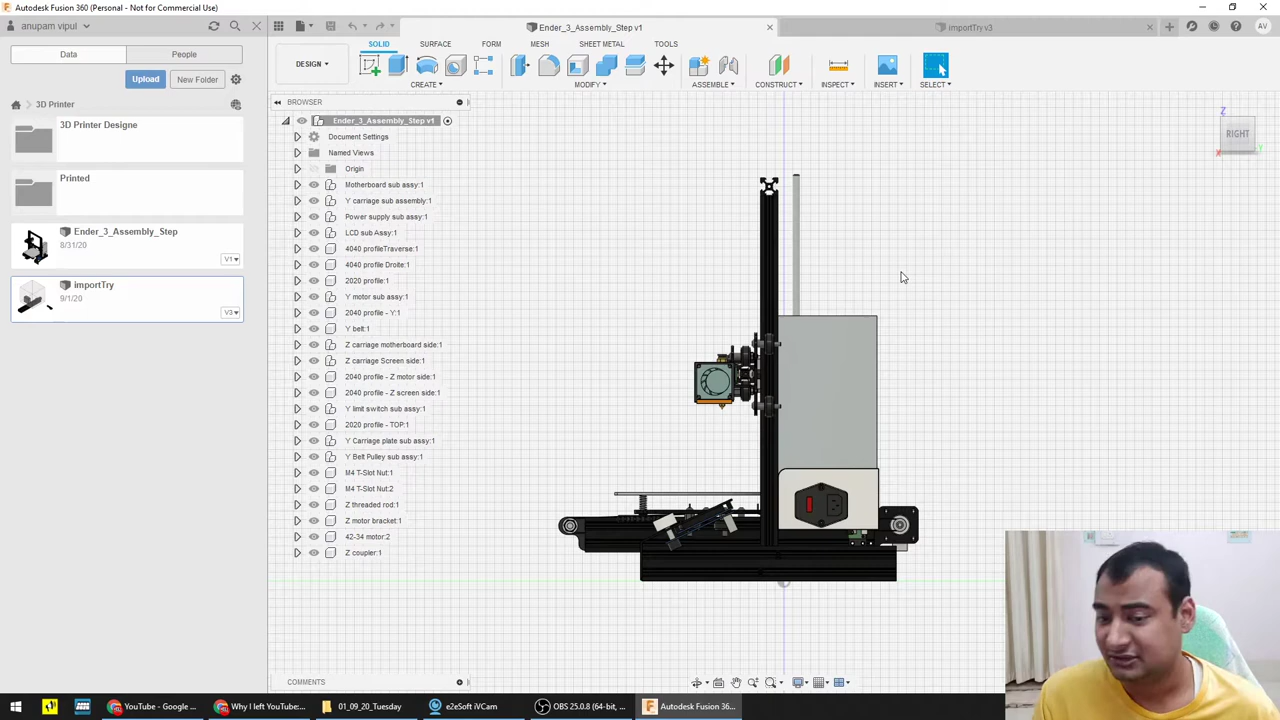 Autodesk Fusion 360 (Personal - Not for Commercial Use)
anupam vipul
Ender_3_Assembly_Step v1
importTry v3
AV
Data
People
SOLID
SURFACE
FORM
MESH
SHEET METAL
TOOLS
Upload
New Folder
DESIGN
CREATE
MODIFY
ASSEMBLE
CONSTRUCT
INSPECT
INSERT
SELECT
3D Printer
BROWSER
3D Printer Designe
Printed
Ender_3_Assembly_Step
8/31/20
V1
importTry
9/1/20
V3
Ender_3_Assembly_Step v1
Document Settings
Named Views
Origin
Motherboard sub assy:1
Y carriage sub assembly:1
Power supply sub assy:1
LCD sub Assy:1
4040 profileTraverse:1
4040 profile Droite:1
2020 profile:1
Y motor sub assy:1
2040 profile - Y:1
Y belt:1
Z carriage motherboard side:1
Z carriage Screen side:1
2040 profile - Z motor side:1
2040 profile - Z screen side:1
Y limit switch sub assy:1
2020 profile - TOP:1
Y Carriage plate sub assy:1
Y Belt Pulley sub assy:1
M4 T-Slot Nut:1
M4 T-Slot Nut:2
Z threaded rod:1
Z motor bracket:1
42-34 motor:2
Z coupler:1
Z
RIGHT
X
Y
COMMENTS
YouTube - Google ...
Why I left YouTube...
01_09_20_Tuesday
e2eSoft iVCam
OBS 25.0.8 (64-bit, ...
Autodesk Fusion 360...